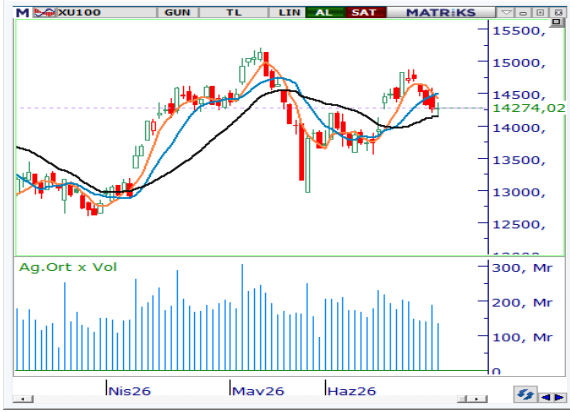 M XU100 GUN TL LIN AL SAT MATRİKS
15500,
15000,
14500,
14274,02
14000,
13500,
13000,
12500,
Ag.Ort x Vol
300, Mr
200, Mr
100, Mr
0
Nis26 May26 Haz26